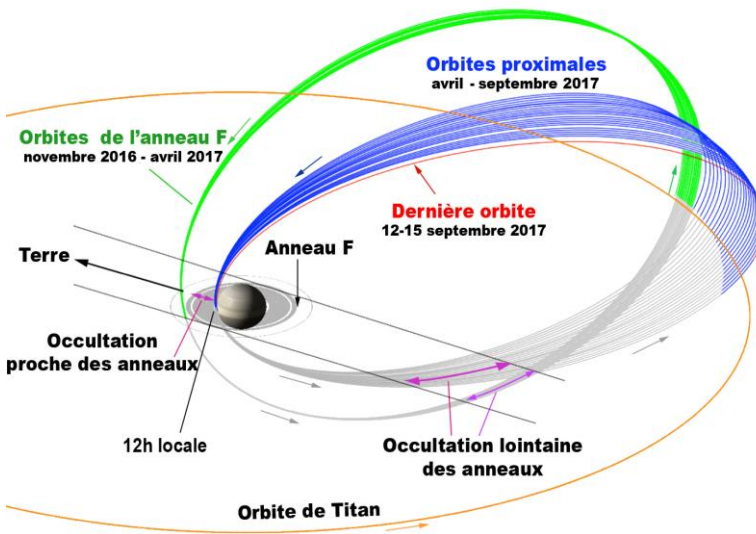 Orbites proximales
avril - septembre 2017
Orbites de l'anneau F
novembre 2016 - avril 2017
Dernière orbite
12-15 septembre 2017
Anneau F
Terre
Occultation
proche des anneaux
12h locale
Occultation lointaine
des anneaux
Orbite de Titan